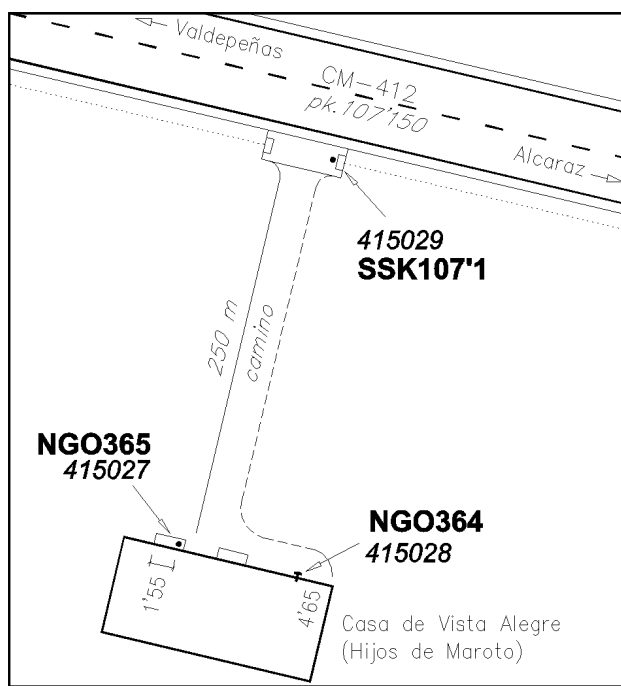 Valdepeñas
CM-412
pk.107'150
Alcaraz
415029
SSK107'1
250 m
camino
NGO365
415027
NGO364
415028
1'55
4'65
Casa de Vista Alegre
(Hijos de Maroto)